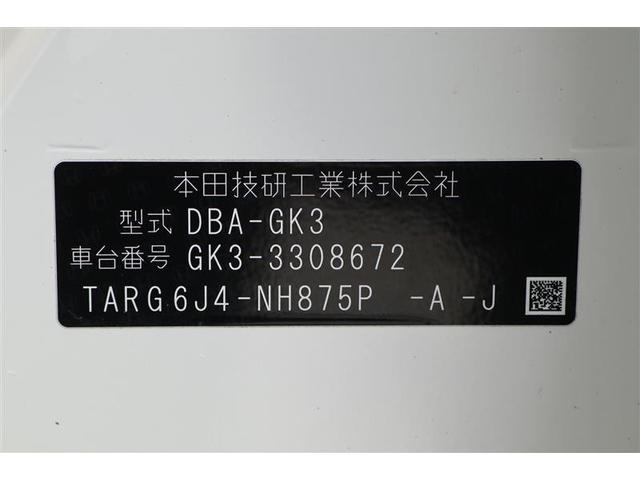 本田技研工業株式会社
型式 DBA-GK3
車台番号 GK3-3308672
TARG6J4-NH875P -A -J